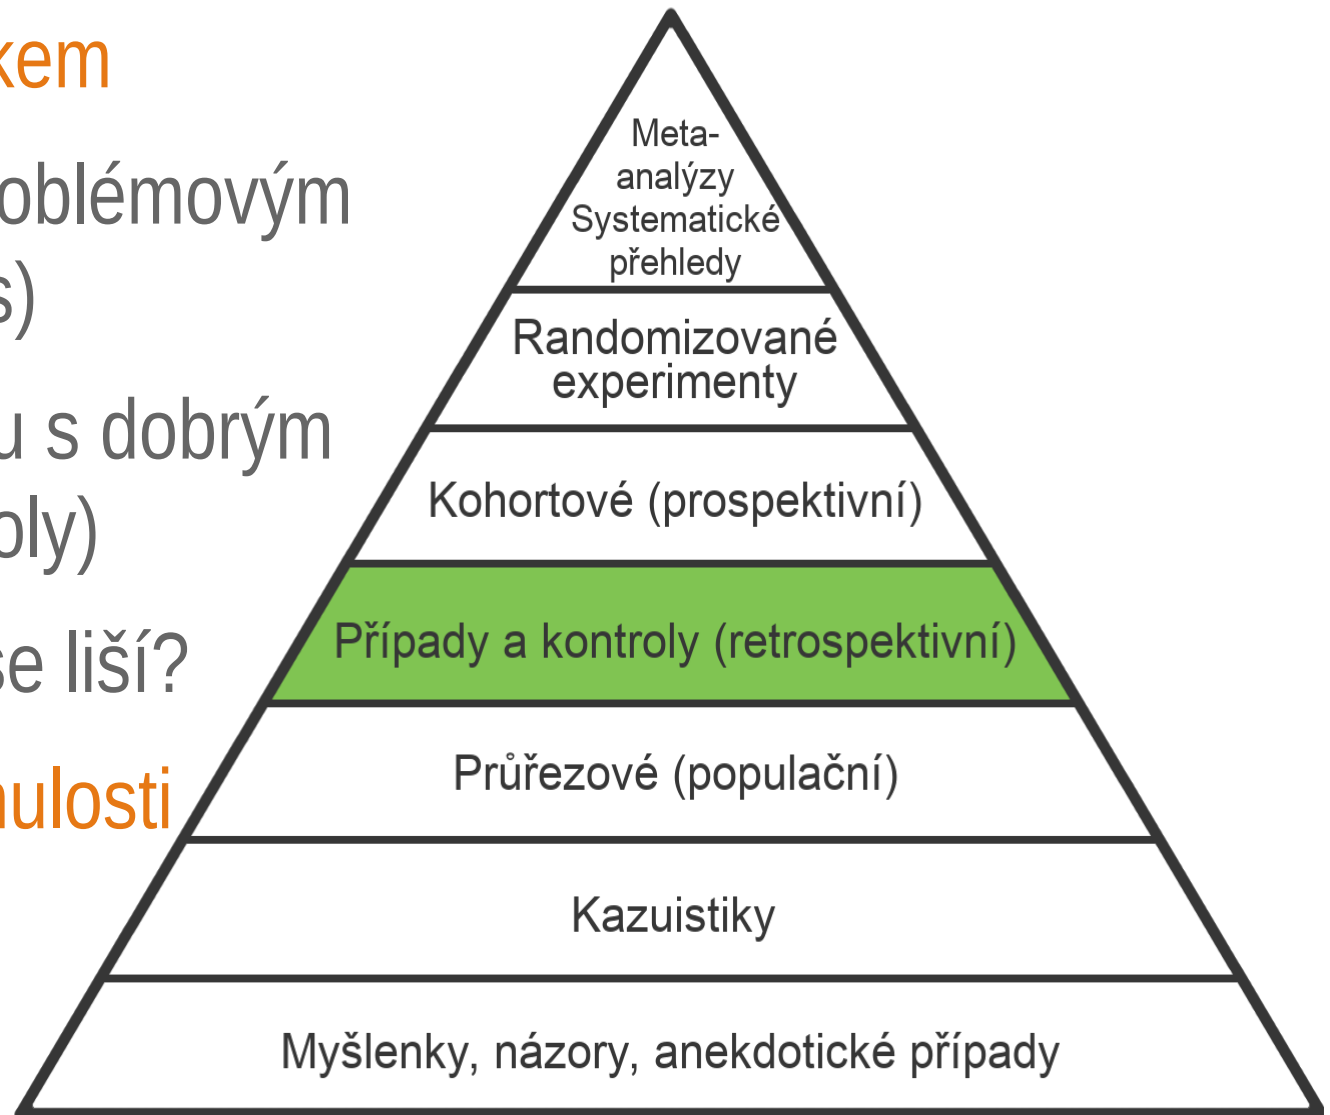 kem
oblémovým
s)
u s dobrým
oly)
se liší?
nulosti
Meta-
analýzy
Systematické
přehledy
Randomizované
experimenty
Kohortové (prospektivní)
Případy a kontroly (retrospektivní)
Průřezové (populační)
Kazuistiky
Myšlenky, názory, anekdotické případy